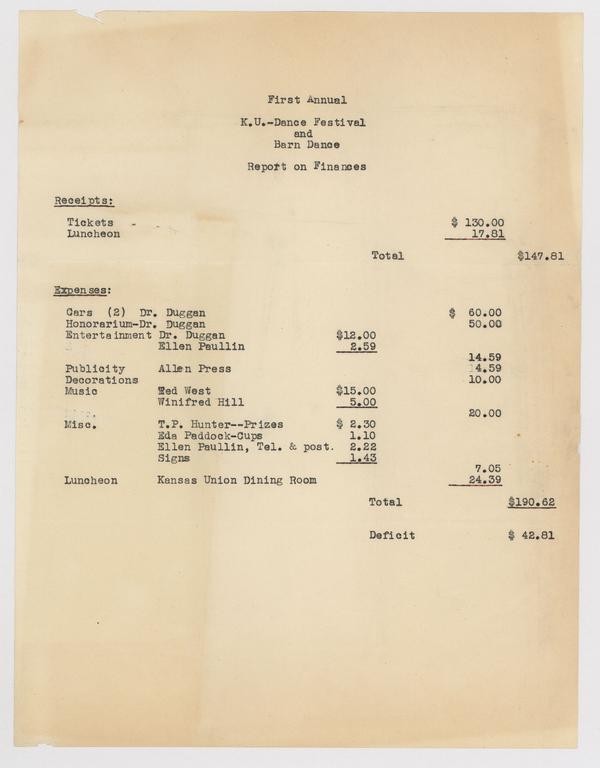 First Annual
K.U.-Dance Festival
and
Barn Dance
Report on Finances
Receipts:
Tickets - $ 130.00
Luncheon 17.81
Total $147.81
Expenses:
Cars (2) Dr. Duggan $ 60.00
Honorarium-Dr. Duggan 50.00
Entertainment Dr. Duggan $12.00
Ellen Paullin 2.59
14.59
Publicity Allen Press 4.59
Decorations 10.00
Music Ted West $15.00
Winifred Hill 5.00
20.00
Misc. T.P. Hunter--Prizes $ 2.30
Eda Paddock-Cups 1.10
Ellen Paullin, Tel. & post. 2.22
Signs 1.43
7.05
Luncheon Kansas Union Dining Room 24.39
Total $190.62
Deficit $ 42.81